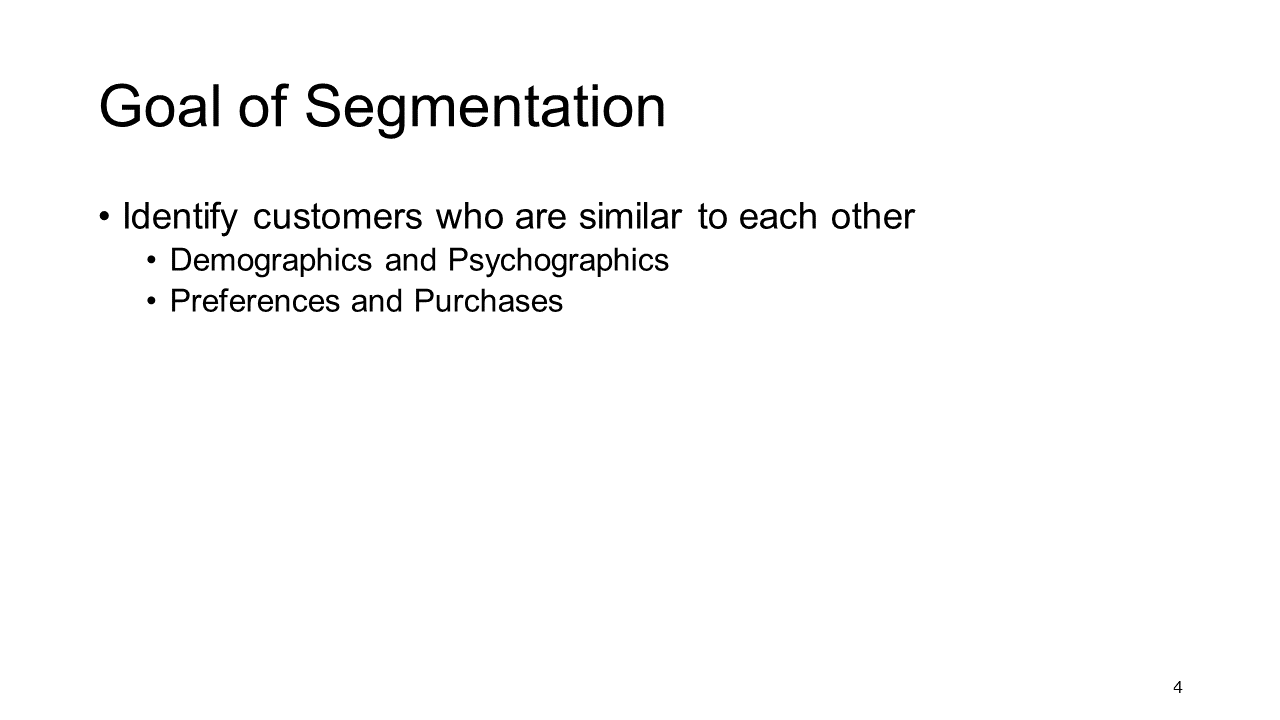 Goal of Segmentation
• Identify customers who are similar to each other
• Demographics and Psychographics
• Preferences and Purchases
4